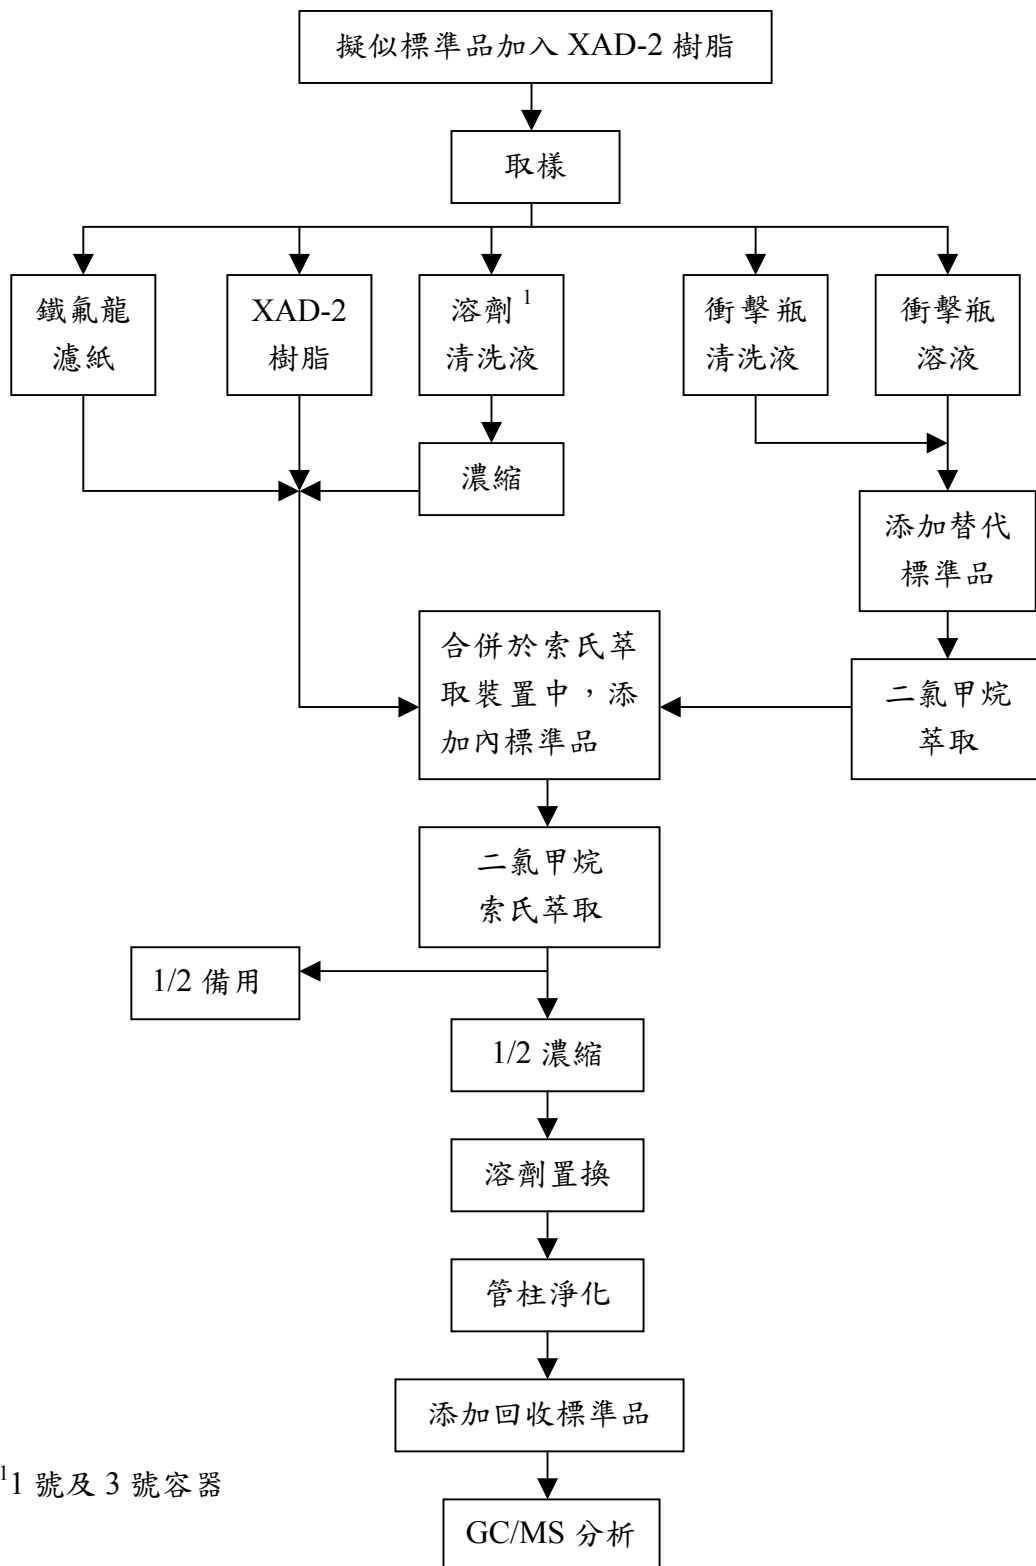 擬似標準品加入 XAD-2 樹脂
取樣
鐵氟龍
濾紙
XAD-2
樹脂
溶劑 1
清洗液
衝擊瓶
清洗液
衝擊瓶
溶液
濃縮
添加替代
標準品
合併於索氏萃
取裝置中，添
加內標準品
二氯甲烷
萃取
二氯甲烷
索氏萃取
1/2 備用
1/2 濃縮
溶劑置換
管柱淨化
添加回收標準品
11 號及 3 號容器
GC/MS 分析